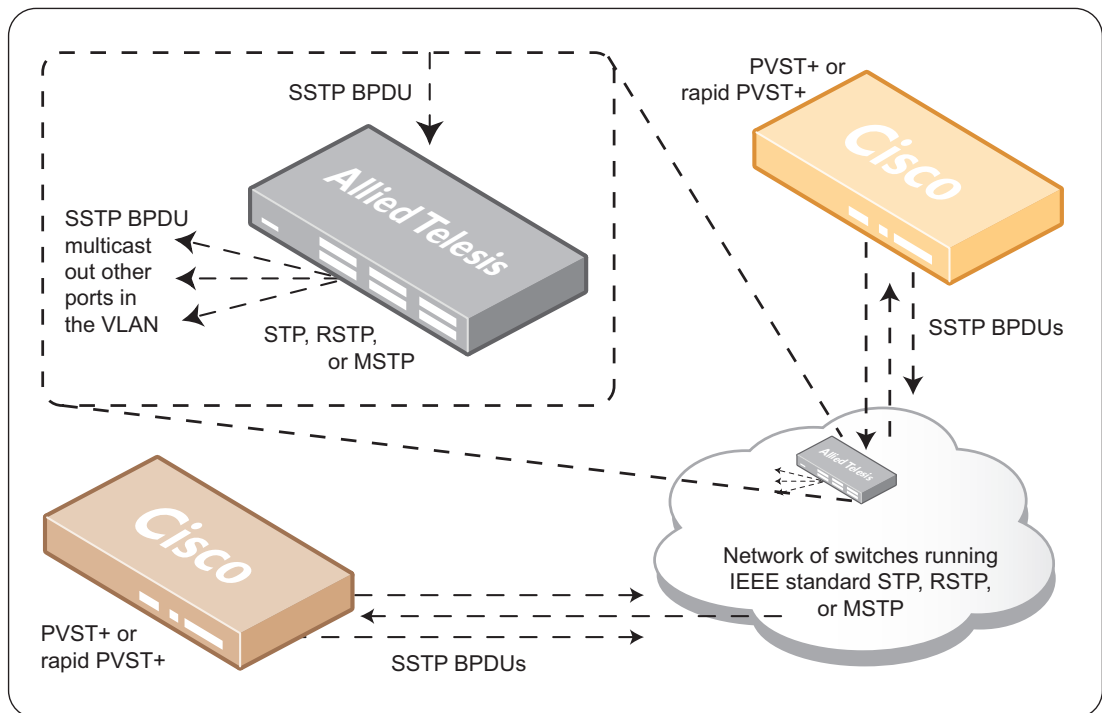 SSTP BPDU
Allied Telesis
SSTP BPDU
multicast
out other
ports in
the VLAN
STP, RSTP,
or MSTP
PVST+ or
rapid PVST+
Cisco
SSTP BPDUs
Allied Telesis
Network of switches running
IEEE standard STP, RSTP,
or MSTP
Cisco
PVST+ or
rapid PVST+
SSTP BPDUs